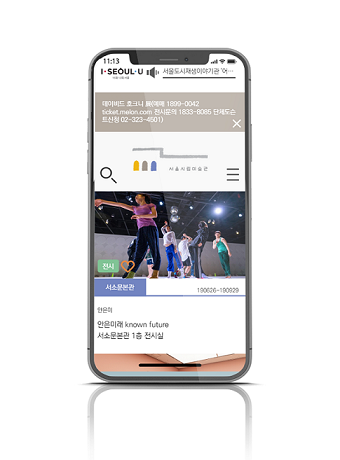 11:13
I·SEOUL·U
서울도시재생이야기관 '어…
데이비드 호크니 展(예매 1899-0042
ticket.melon.com 전시문의 1833-8085 단체도슨
트신청 02-323-4501)
서울시립미술관
전시
서소문본관
190626-190929
안은미
안은미래 known future
서소문본관 1층 전시실